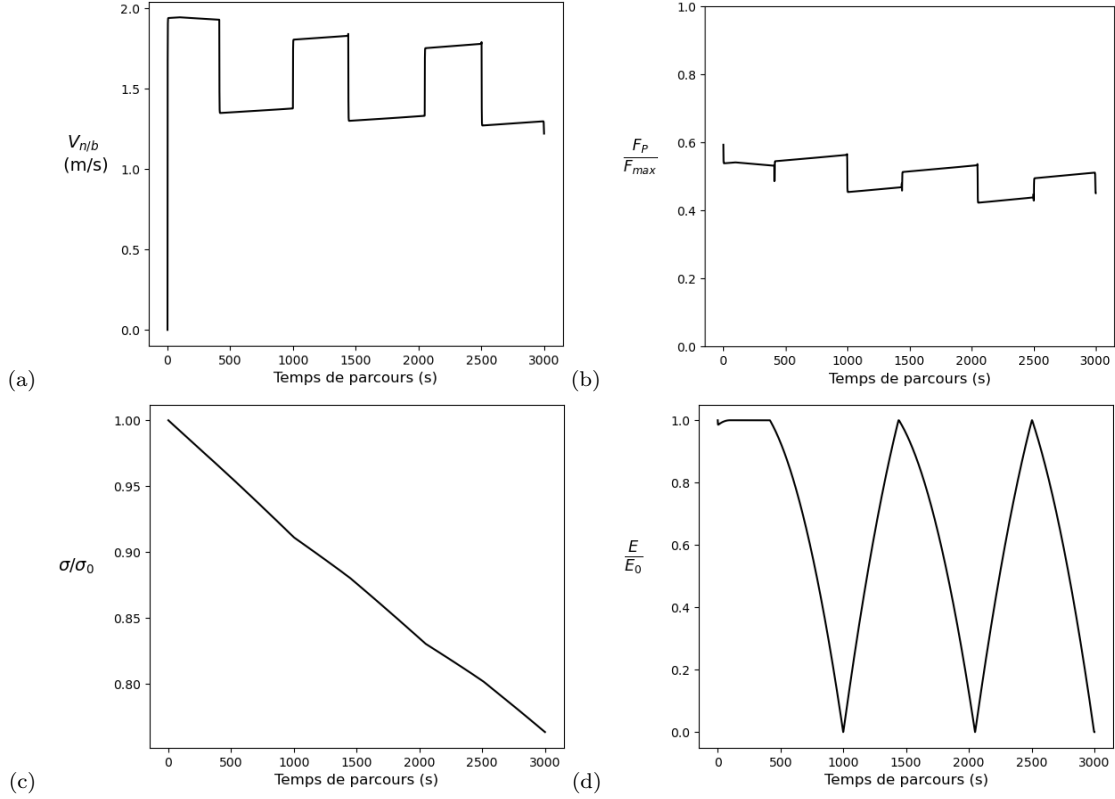 2.0
1.5
1.0
0.5
0.0
V_{n/b}
(m/s)
0 500 1000 1500 2000 2500 3000
Temps de parcours (s)
(a)
1.0
0.8
0.6
0.4
0.2
0.0
F_P
F_{max}
0 500 1000 1500 2000 2500 3000
Temps de parcours (s)
(b)
1.00
0.95
0.90
0.85
0.80
σ/σ_0
0 500 1000 1500 2000 2500 3000
Temps de parcours (s)
(c)
1.0
0.8
0.6
0.4
0.2
0.0
E
E_0
0 500 1000 1500 2000 2500 3000
Temps de parcours (s)
(d)